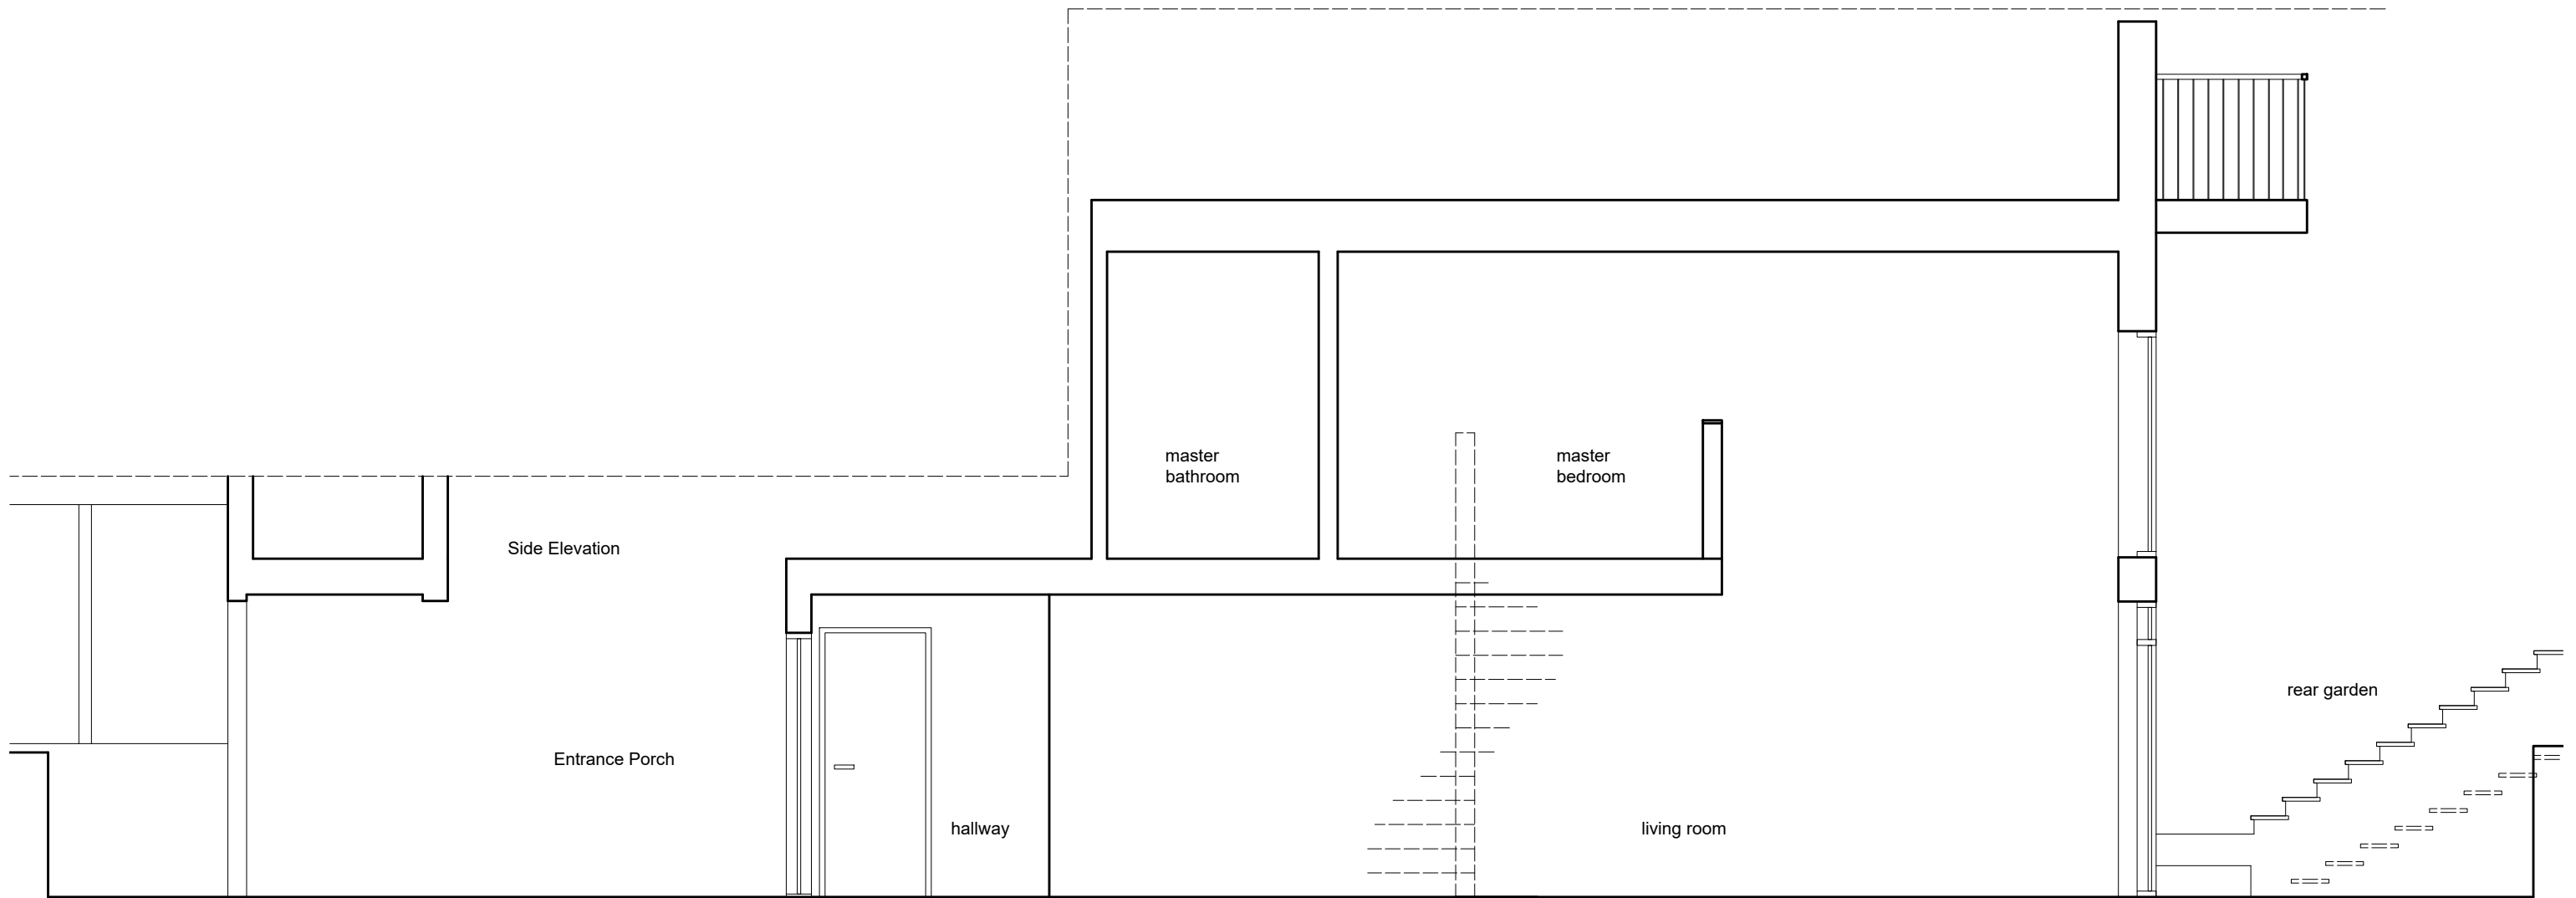 master
bathroom
master
bedroom
Side Elevation
rear garden
Entrance Porch
hallway
living room